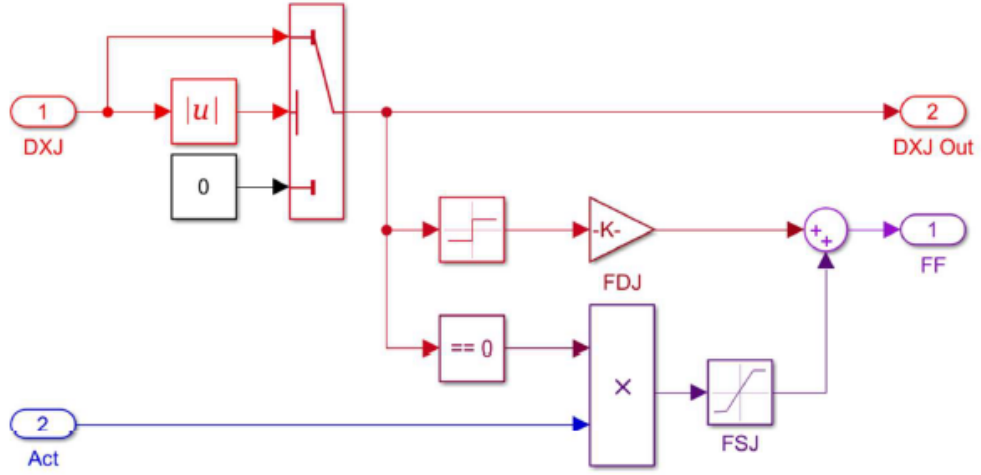 1
DXJ
|u|
0
2
DXJ Out
-K-
FDJ
+
+
1
FF
== 0
×
FSJ
2
Act